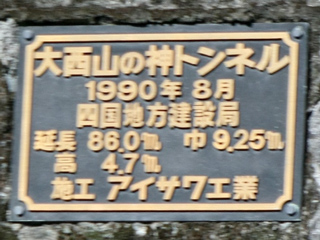 大西山の神トンネル
1990年 8月
四国地方建設局
延長 86.0m 巾 9.25m
高 4.7m
施工 アイサワ工業